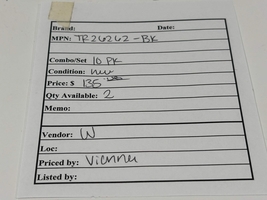 Brand: Date:
MPN: TR26262-BK
Combo/Set 10 PK
Condition: new
Price: $ 135
Qty Available: 2
Memo:
Vendor: W
Loc:
Priced by: Vienna
Listed by: